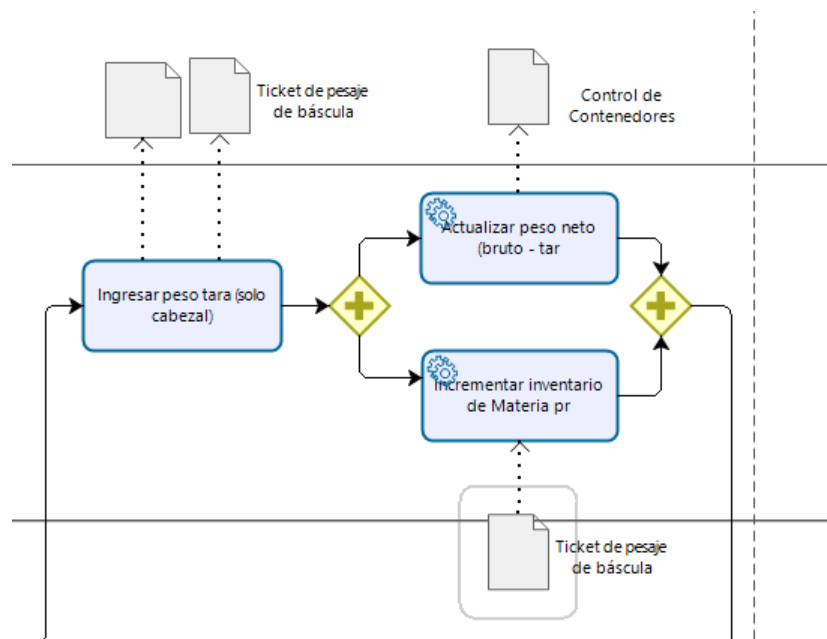 Ticket de pesaje
de báscula
Control de
Contenedores
Actualizar peso neto
(bruto - tar
Ingresar peso tara (solo
cabezal)
Incrementar inventario
de Materia pr
Ticket de pesaje
de báscula